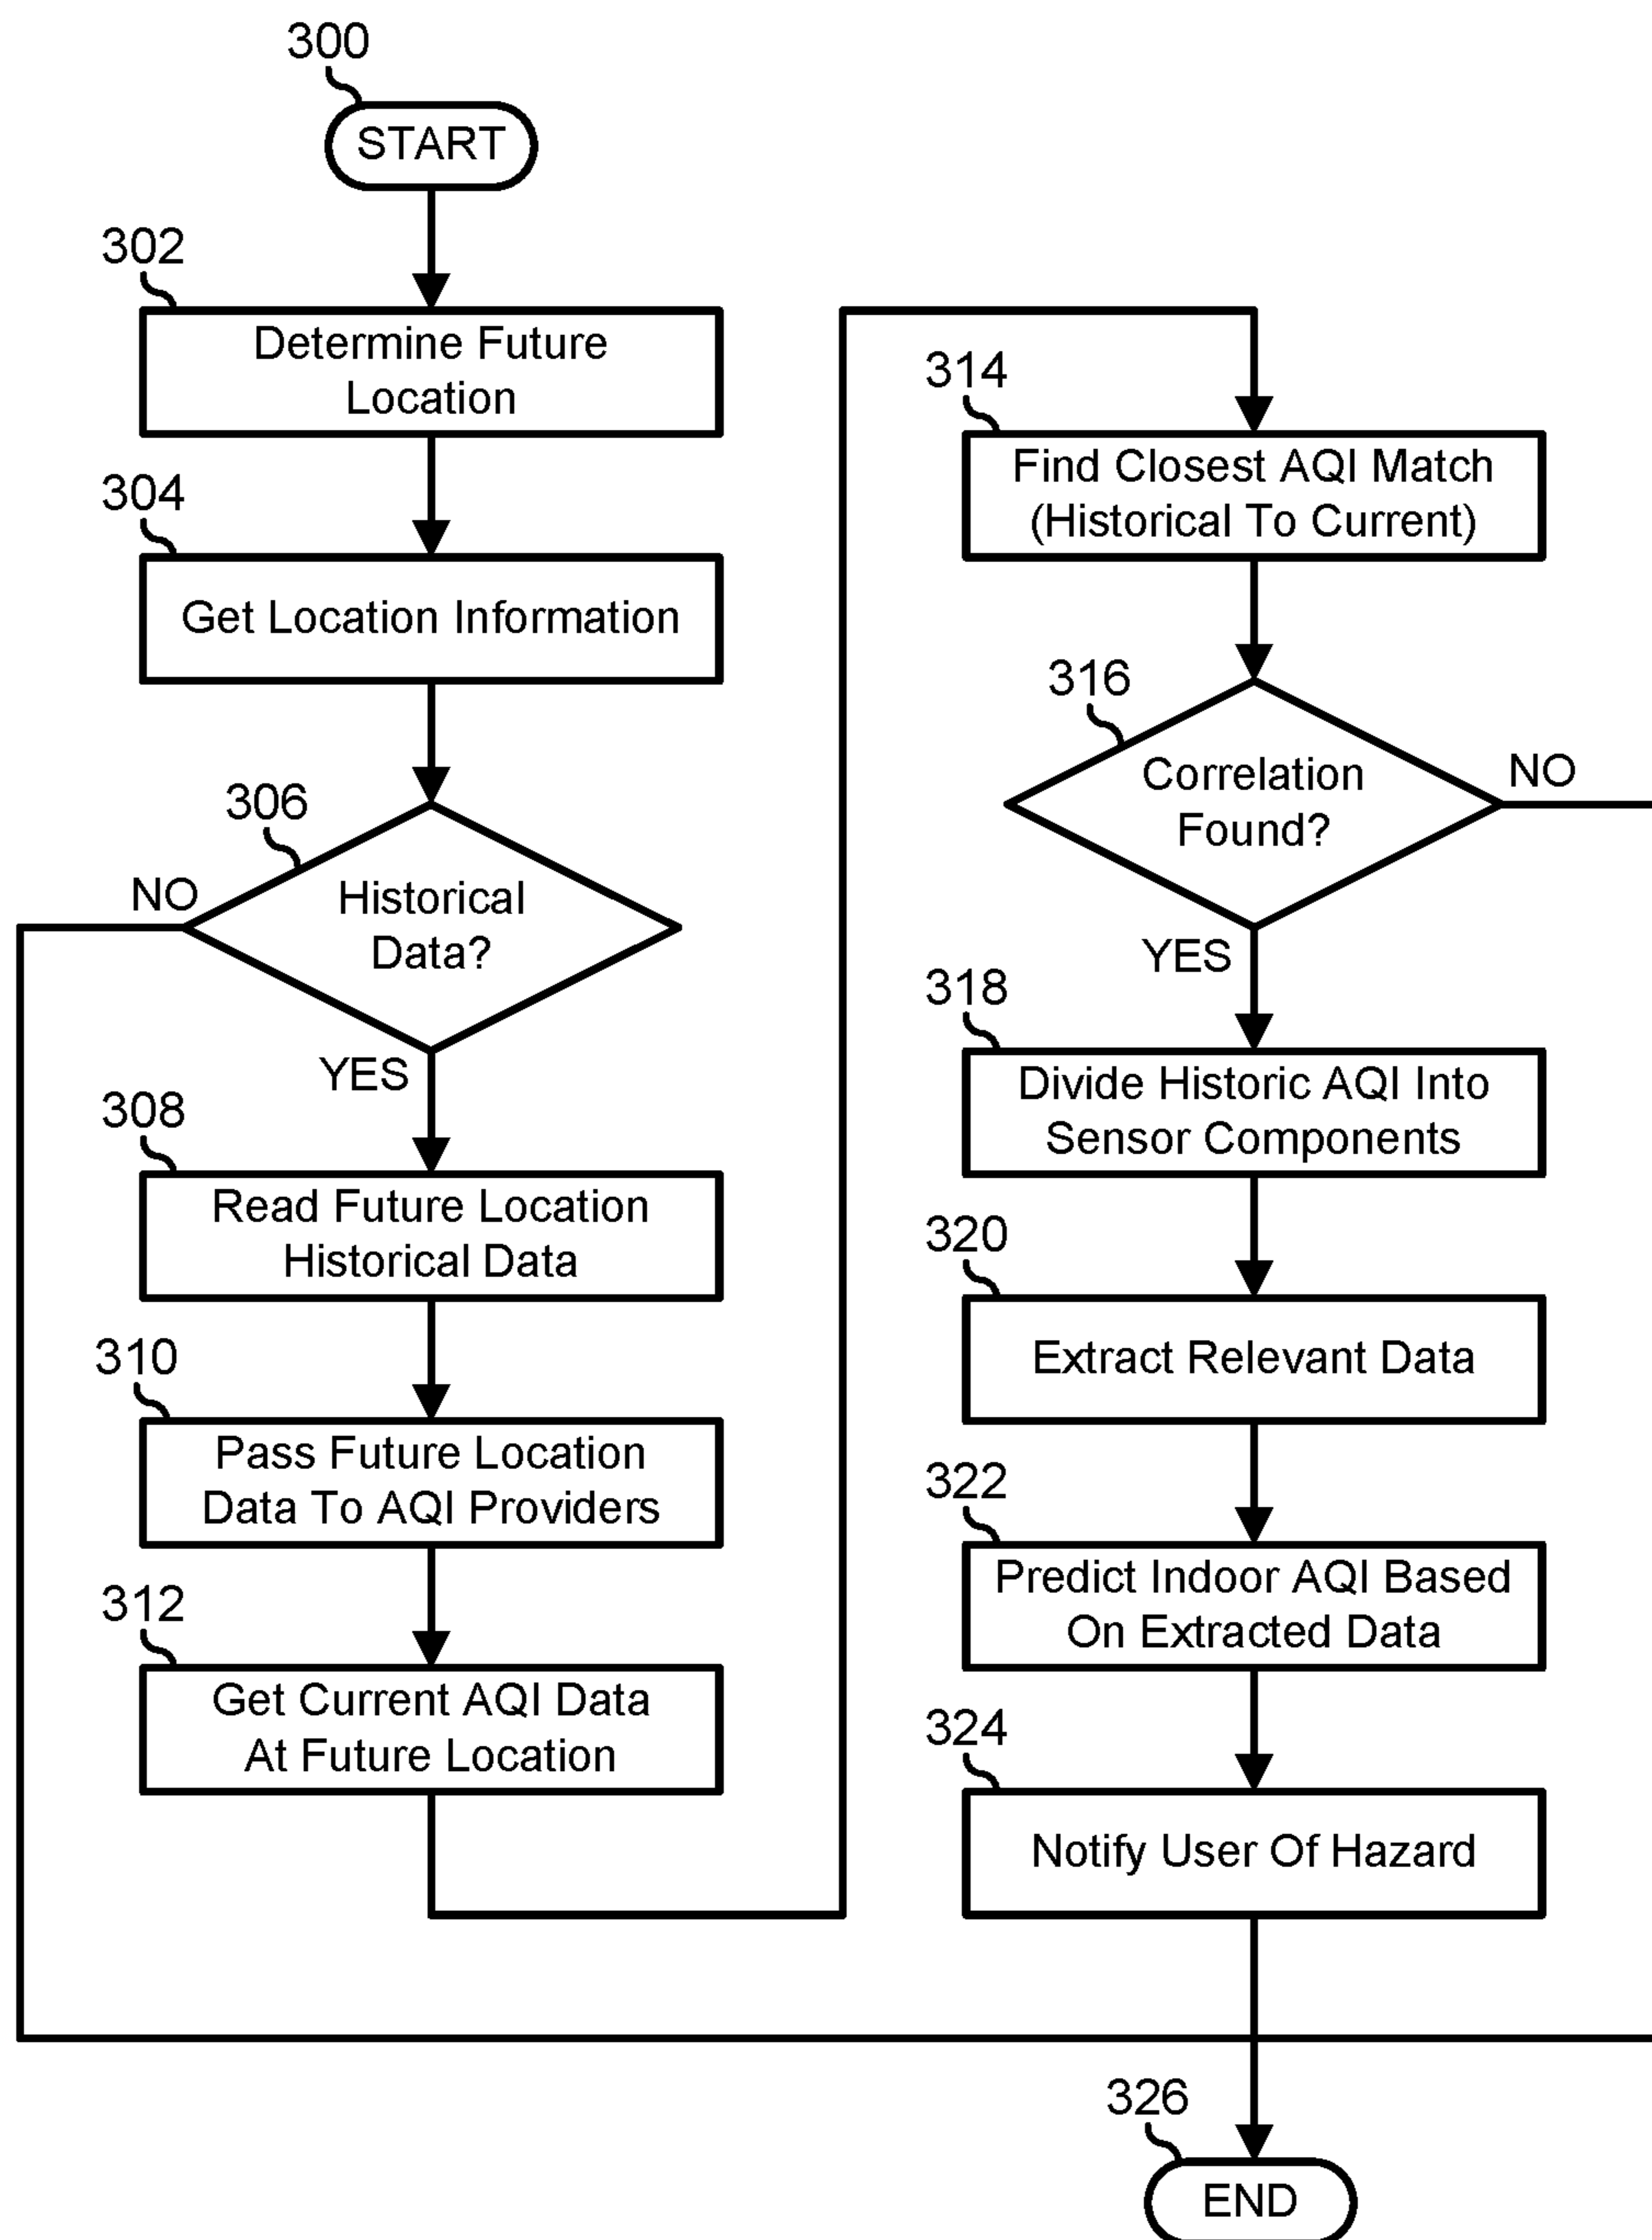 300
START
302
Determine Future
Location
304
Get Location Information
306
Historical
Data?
NO
YES
308
Read Future Location
Historical Data
310
Pass Future Location
Data To AQI Providers
312
Get Current AQI Data
At Future Location
314
Find Closest AQI Match
(Historical To Current)
316
Correlation
Found?
NO
YES
318
Divide Historic AQI Into
Sensor Components
320
Extract Relevant Data
322
Predict Indoor AQI Based
On Extracted Data
324
Notify User Of Hazard
326
END